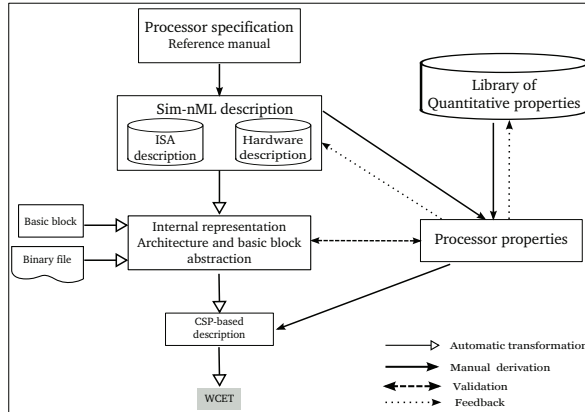 Processor specification
Reference manual
Sim-nML description
ISA
description
Hardware
description
Library of
Quantitative properties
Basic block
Binary file
Internal representation
Architecture and basic block
abstraction
Processor properties
CSP-based
description
WCET
Automatic transformation
Manual derivation
Validation
Feedback